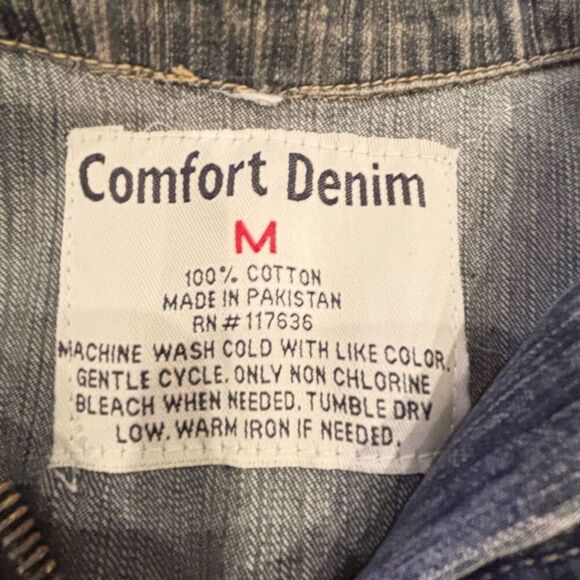 Comfort Denim
M
100% COTTON
MADE IN PAKISTAN
RN# 117636
MACHINE WASH COLD WITH LIKE COLOR.
GENTLE CYCLE. ONLY NON CHLORINE
BLEACH WHEN NEEDED. TUMBLE DRY
LOW. WARM IRON IF NEEDED.